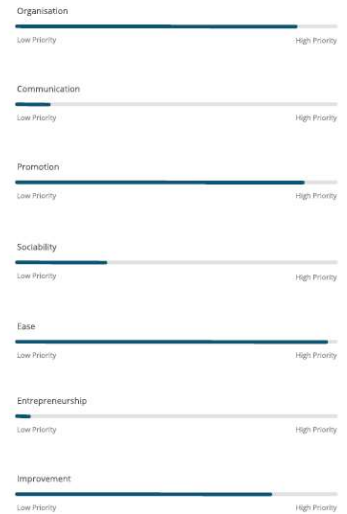 Organisation
Low Priority High Priority
Communication
Low Priority High Priority
Promotion
Low Priority High Priority
Sociability
Low Priority High Priority
Ease
Low Priority High Priority
Entrepreneurship
Low Priority High Priority
Improvement
Low Priority High Priority